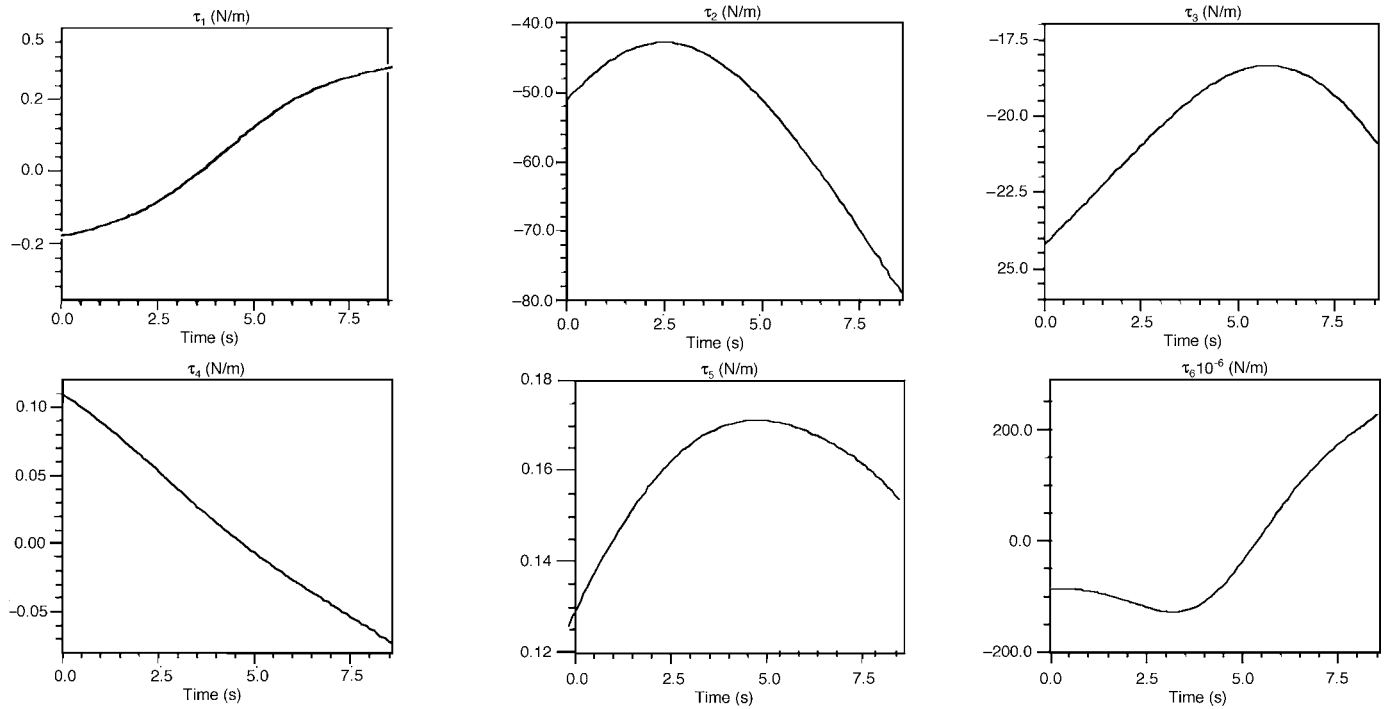 τ₁ (N/m)
0.5
0.2
0.0
−0.2
0.0 2.5 5.0 7.5
Time (s)
τ₂ (N/m)
−40.0
−50.0
−60.0
−70.0
−80.0
0.0 2.5 5.0 7.5
Time (s)
τ₃ (N/m)
−17.5
−20.0
−22.5
25.0
0.0 2.5 5.0 7.5
Time (s)
τ₄ (N/m)
0.10
0.05
0.00
−0.05
0.0 2.5 5.0 7.5
Time (s)
τ₅ (N/m)
0.18
0.16
0.14
0.12
0.0 2.5 5.0 7.5
Time (s)
τ₆10⁻⁶ (N/m)
200.0
0.0
−200.0
0.0 2.5 5.0 7.5
Time (s)